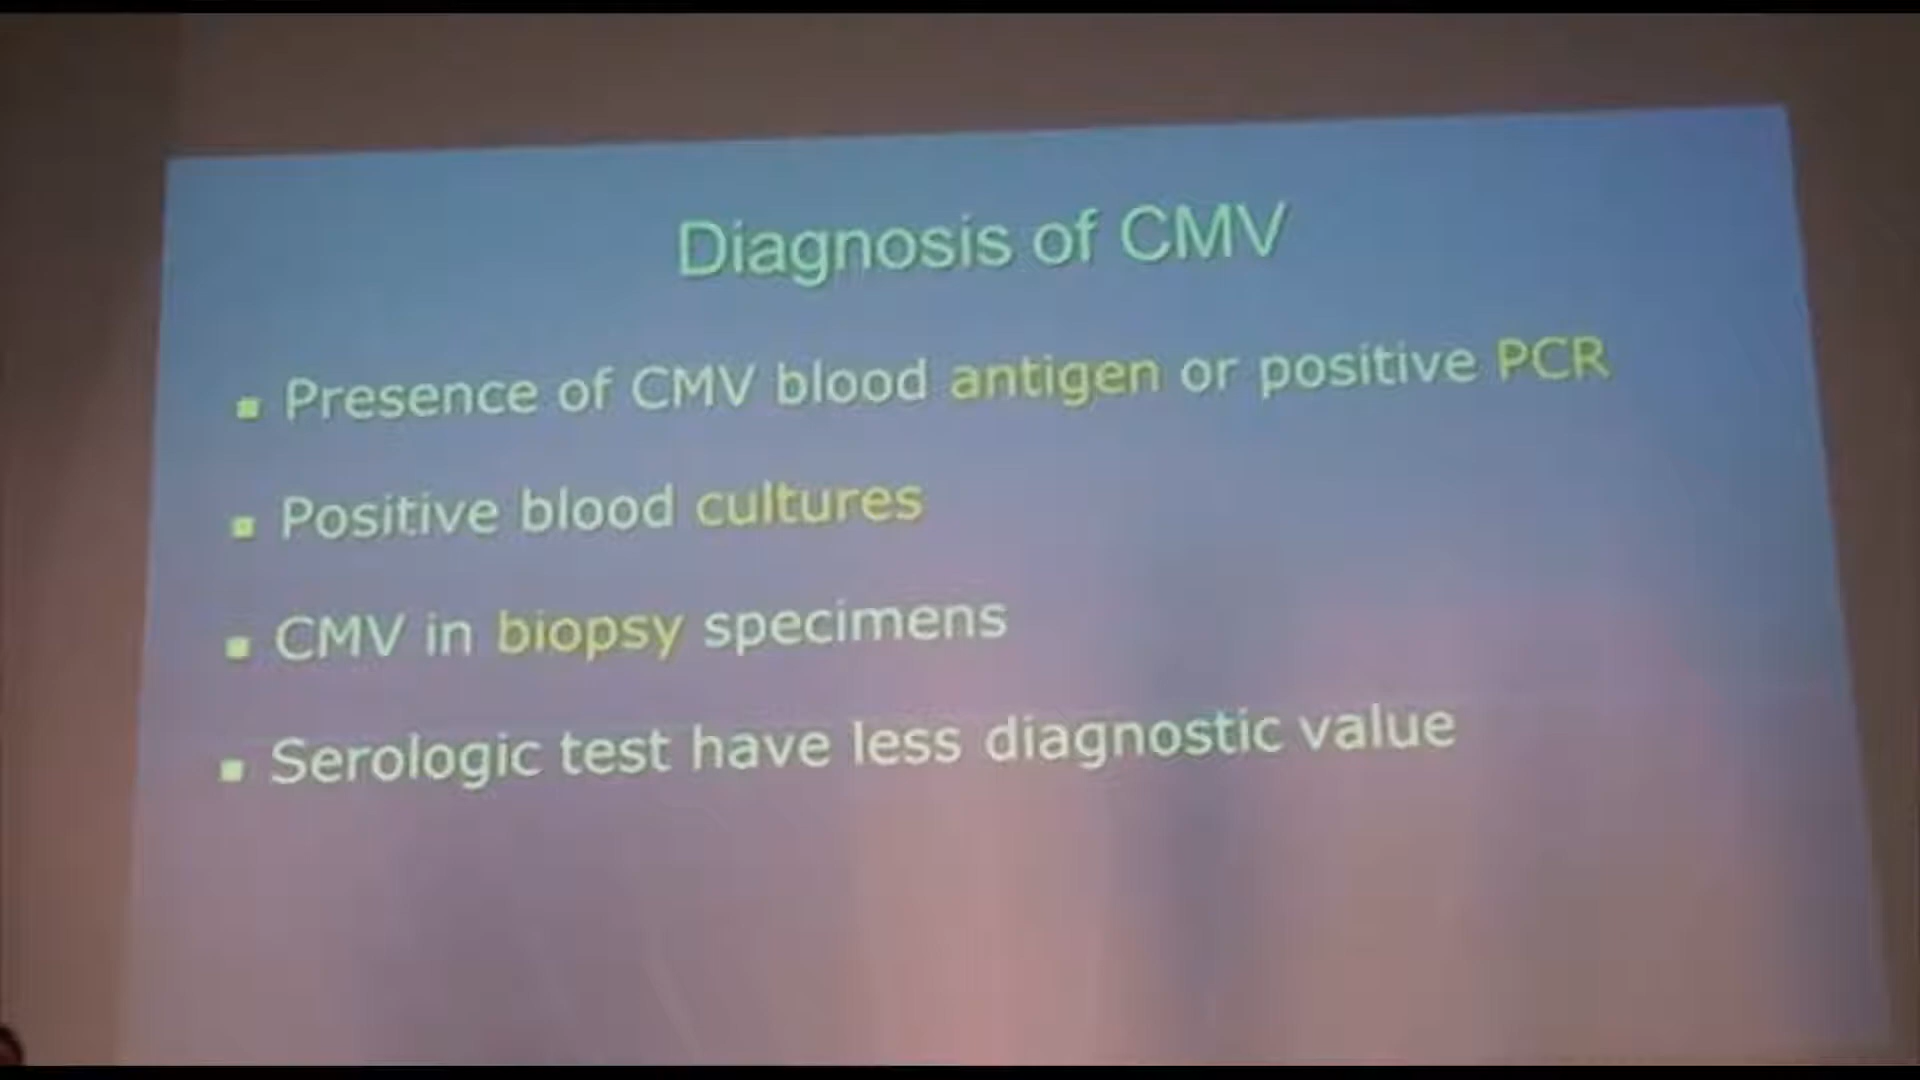 Diagnosis of CMV
▪ Presence of CMV blood antigen or positive PCR
▪ Positive blood cultures
▪ CMV in biopsy specimens
▪ Serologic test have less diagnostic value